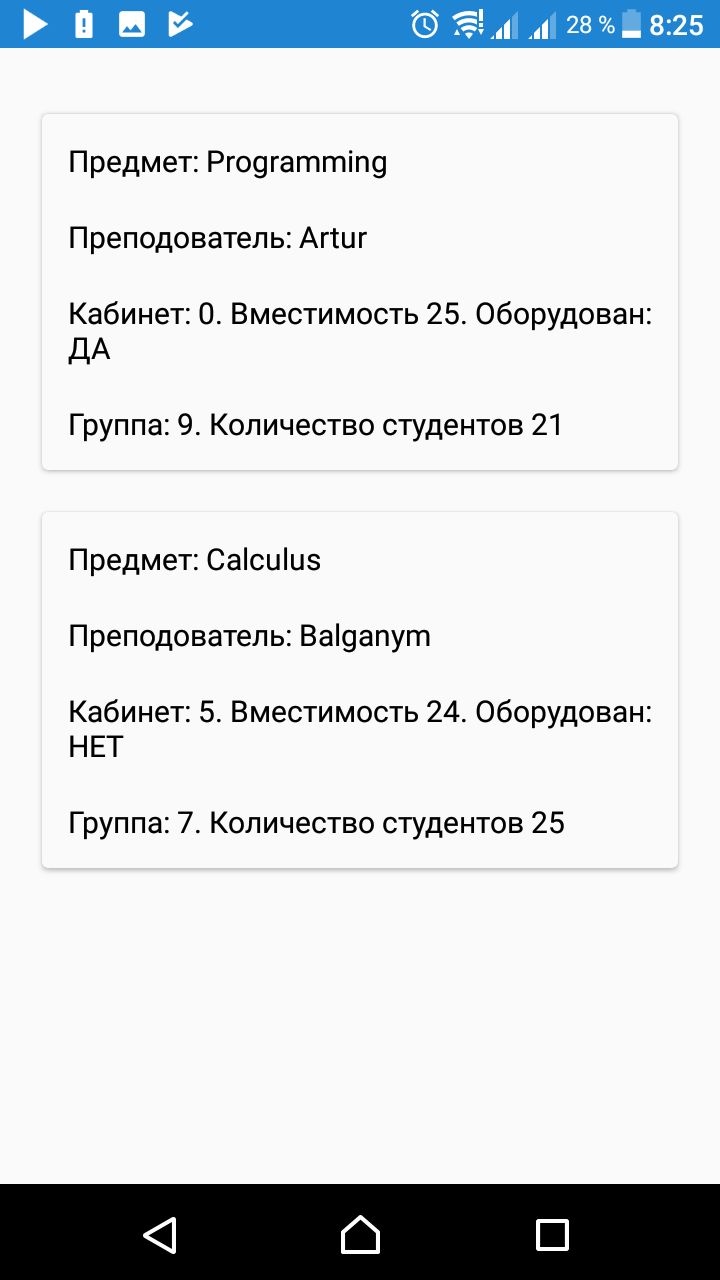 28 % 8:25
Предмет: Programming
Преподователь: Artur
Кабинет: 0. Вместимость 25. Оборудован:
ДА
Группа: 9. Количество студентов 21
Предмет: Calculus
Преподователь: Balganym
Кабинет: 5. Вместимость 24. Оборудован:
НЕТ
Группа: 7. Количество студентов 25